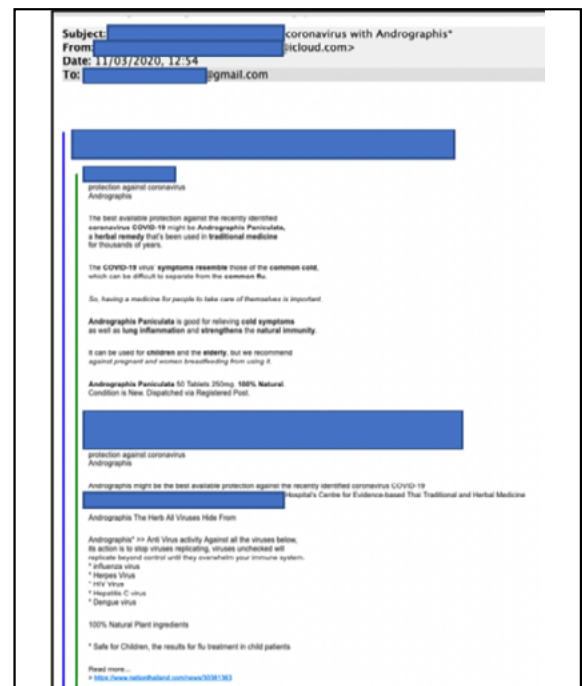 Subject: coronavirus with Andrographis*
From: @icloud.com>
Date: 11/03/2020, 12:54
To: @gmail.com
protection against coronavirus
Andrographis
The best available protection against the recently identified
coronavirus COVID-19 might be Andrographis Paniculata,
a herbal remedy that's been used in traditional medicine
for thousands of years.
The COVID-19 virus' symptoms resemble those of the common cold,
which can be difficult to separate from the common flu.
So, having a medicine for people to take care of themselves is important.
Andrographis Paniculata is good for relieving cold symptoms
as well as lung inflammation and strengthens the natural immunity.
It can be used for children and the elderly, but we recommend
against pregnant and women breastfeeding from using it.
Andrographis Paniculata 50 Tablets 250mg. 100% Natural.
Condition is New. Dispatched via Registered Post.
protection against coronavirus
Andrographis
Andrographis might be the best available protection against the recently identified coronavirus COVID-19
Hospital's Centre for Evidence-based Thai Traditional and Herbal Medicine
Andrographis The Herb All Viruses Hide From
Andrographis* >> Anti Virus activity Against all the viruses below,
its action is to stop viruses replicating, viruses unchecked will
replicate beyond control until they overwhelm your immune system.
* influenza virus
* Herpes Virus
* HIV Virus
* Hepatitis C virus
* Dengue virus
100% Natural Plant ingredients
* Safe for Children, the results for flu treatment in child patients
Read more...
> https://www.nationthailand.com/news/30381363